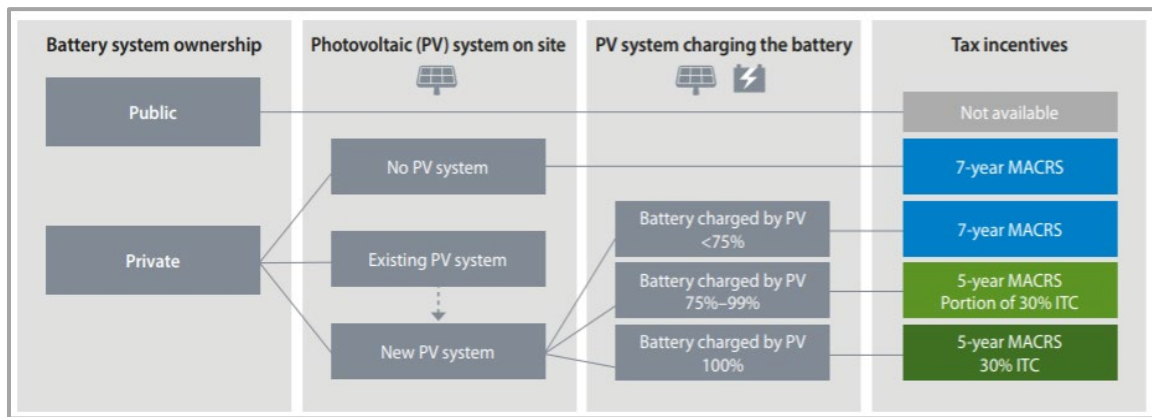 Battery system ownership
Photovoltaic (PV) system on site
PV system charging the battery
Tax incentives
Public
Not available
No PV system
7-year MACRS
Private
Existing PV system
New PV system
Battery charged by PV
<75%
7-year MACRS
Battery charged by PV
75%–99%
5-year MACRS
Portion of 30% ITC
Battery charged by PV
100%
5-year MACRS
30% ITC